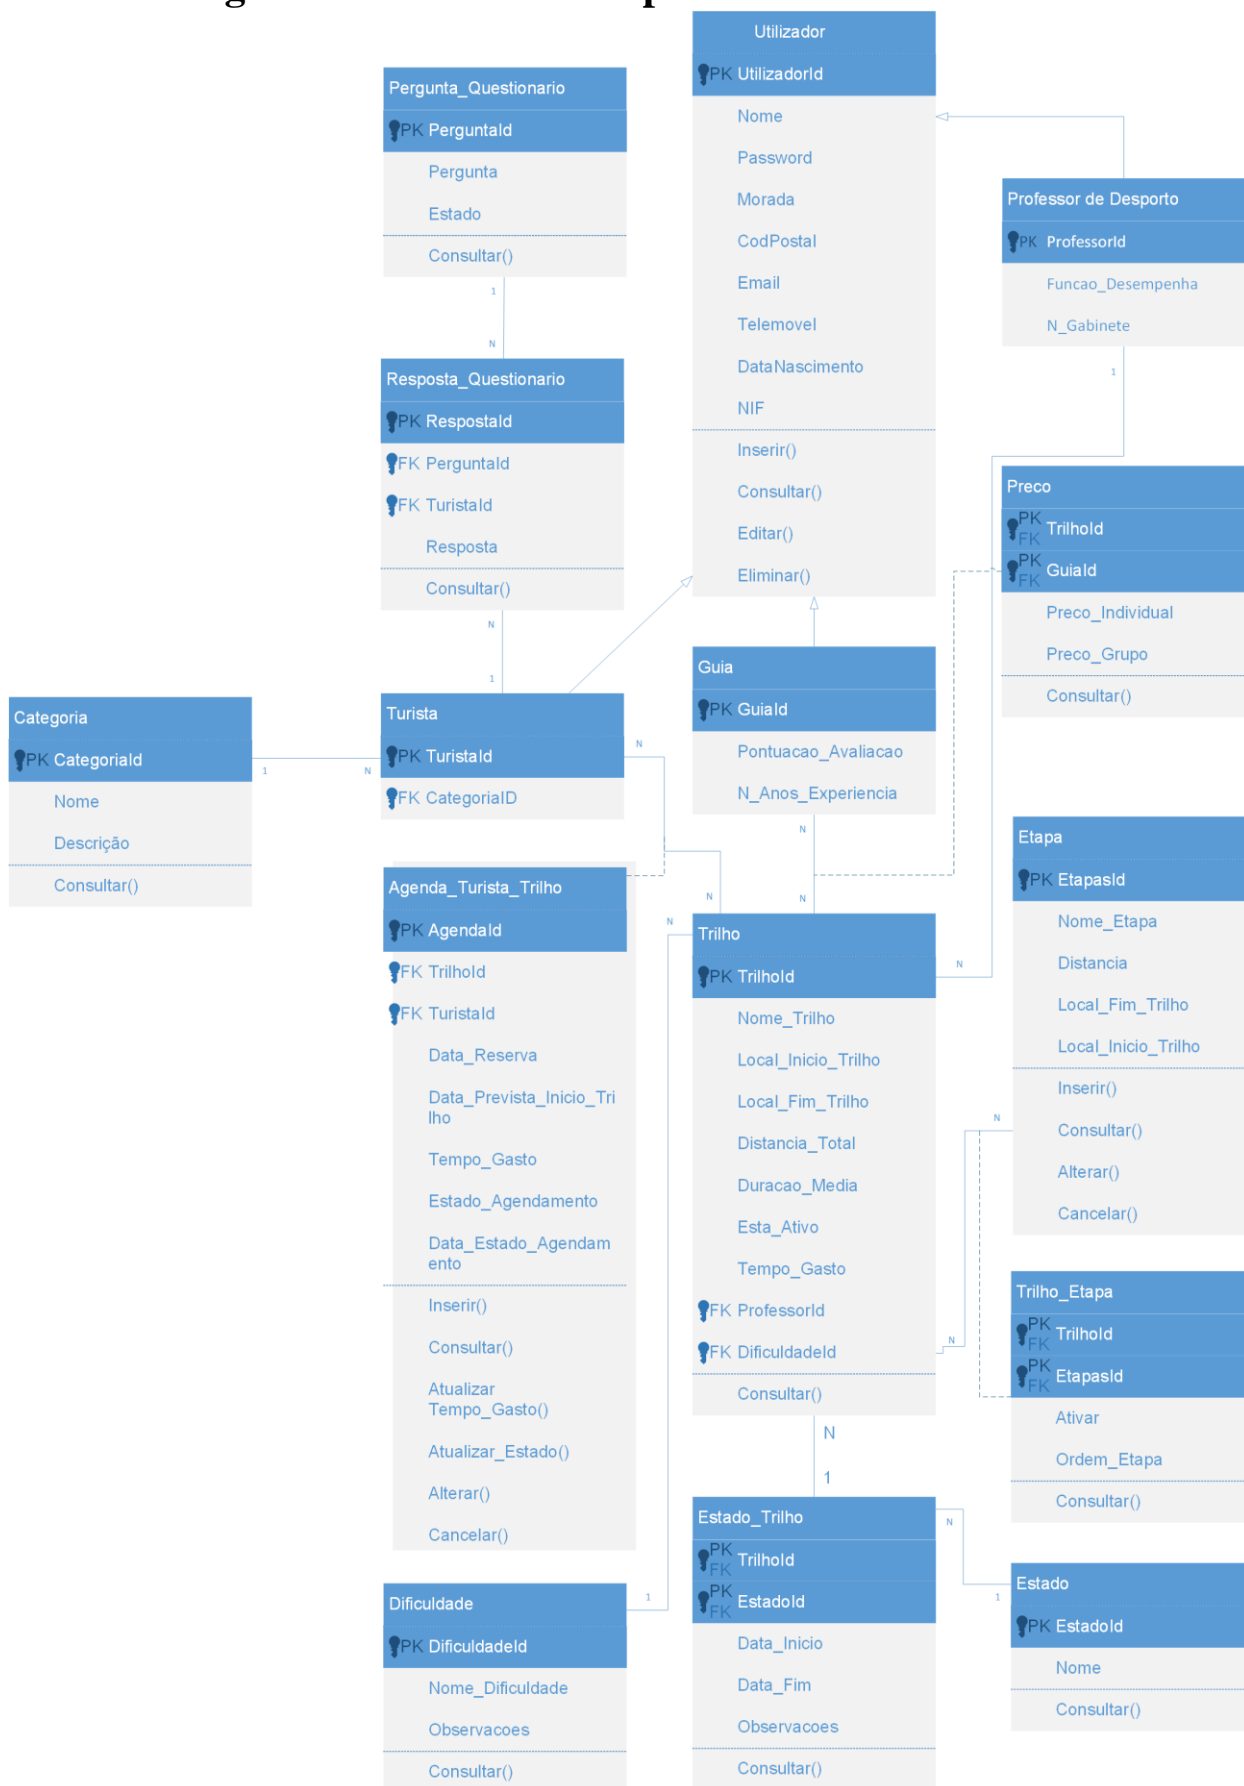 Utilizador
PK UtilizadorId
Nome
Password
Morada
CodPostal
Email
Telemovel
DataNascimento
NIF
Inserir()
Consultar()
Editar()
Eliminar()
Pergunta_Questionario
PK PerguntaId
Pergunta
Estado
Consultar()
1
N
Resposta_Questionario
PK RespostaId
FK PerguntaId
FK TuristaId
Resposta
Consultar()
N
1
Professor de Desporto
PK ProfessorId
Funcao_Desempenha
N_Gabinete
1
Preco
PK
FK TrilhoId
PK
FK GuiaId
Preco_Individual
Preco_Grupo
Consultar()
Guia
PK GuiaId
Pontuacao_Avaliacao
N_Anos_Experiencia
N
N
Categoria
PK CategoriaId
Nome
Descrição
Consultar()
1
N
Turista
PK TuristaId
FK CategoriaID
N
N
Agenda_Turista_Trilho
PK AgendaId
FK TrilhoId
FK TuristaId
Data_Reserva
Data_Prevista_Inicio_Tri
lho
Tempo_Gasto
Estado_Agendamento
Data_Estado_Agendam
ento
Inserir()
Consultar()
Atualizar
Tempo_Gasto()
Atualizar_Estado()
Alterar()
Cancelar()
N
Trilho
PK TrilhoId
Nome_Trilho
Local_Inicio_Trilho
Local_Fim_Trilho
Distancia_Total
Duracao_Media
Esta_Ativo
Tempo_Gasto
FK ProfessorId
FK DificuldadeId
Consultar()
N
N
N
N
1
Etapa
PK EtapasId
Nome_Etapa
Distancia
Local_Fim_Trilho
Local_Inicio_Trilho
Inserir()
Consultar()
Alterar()
Cancelar()
Trilho_Etapa
PK
FK TrilhoId
PK
FK EtapasId
Ativar
Ordem_Etapa
Consultar()
Estado_Trilho
PK
FK TrilhoId
PK
FK EstadoId
Data_Inicio
Data_Fim
Observacoes
Consultar()
N
1
Estado
PK EstadoId
Nome
Consultar()
Dificuldade
PK DificuldadeId
Nome_Dificuldade
Observacoes
Consultar()
1